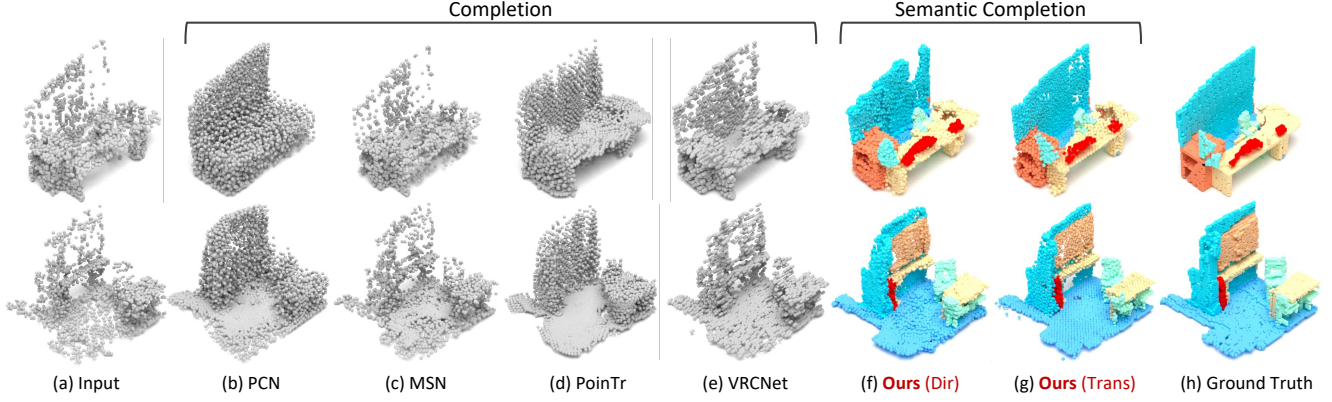 Completion
Semantic Completion
(a) Input
(b) PCN
(c) MSN
(d) PoinTr
(e) VRCNet
(f) Ours (Dir)
(g) Ours (Trans)
(h) Ground Truth